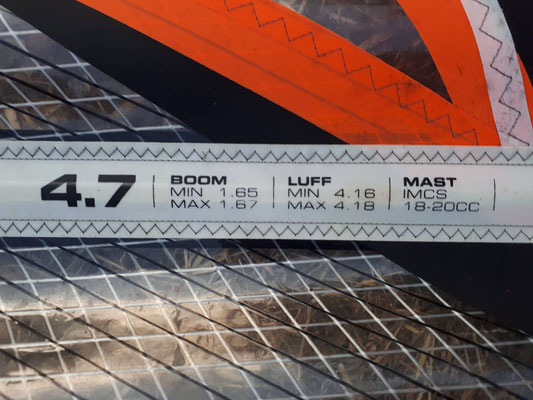 4.7
BOOM
MIN 1.65
MAX 1.67
LUFF
MIN 4.16
MAX 4.18
MAST
IMCS
18-20CC